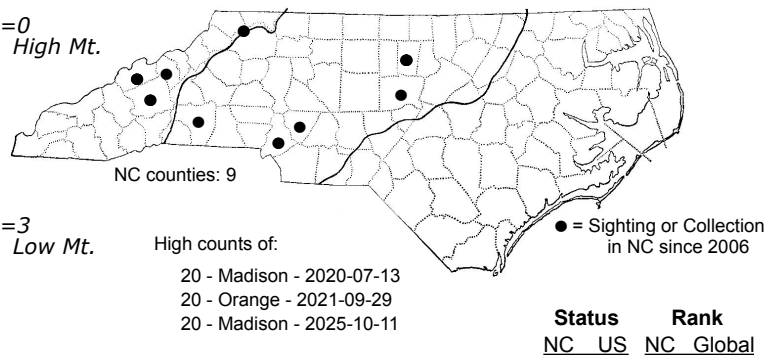 =0
High Mt.
NC counties: 9
=3
Low Mt.
High counts of:
20 - Madison - 2020-07-13
20 - Orange - 2021-09-29
20 - Madison - 2025-10-11
● = Sighting or Collection
in NC since 2006
Status Rank
NC US NC Global